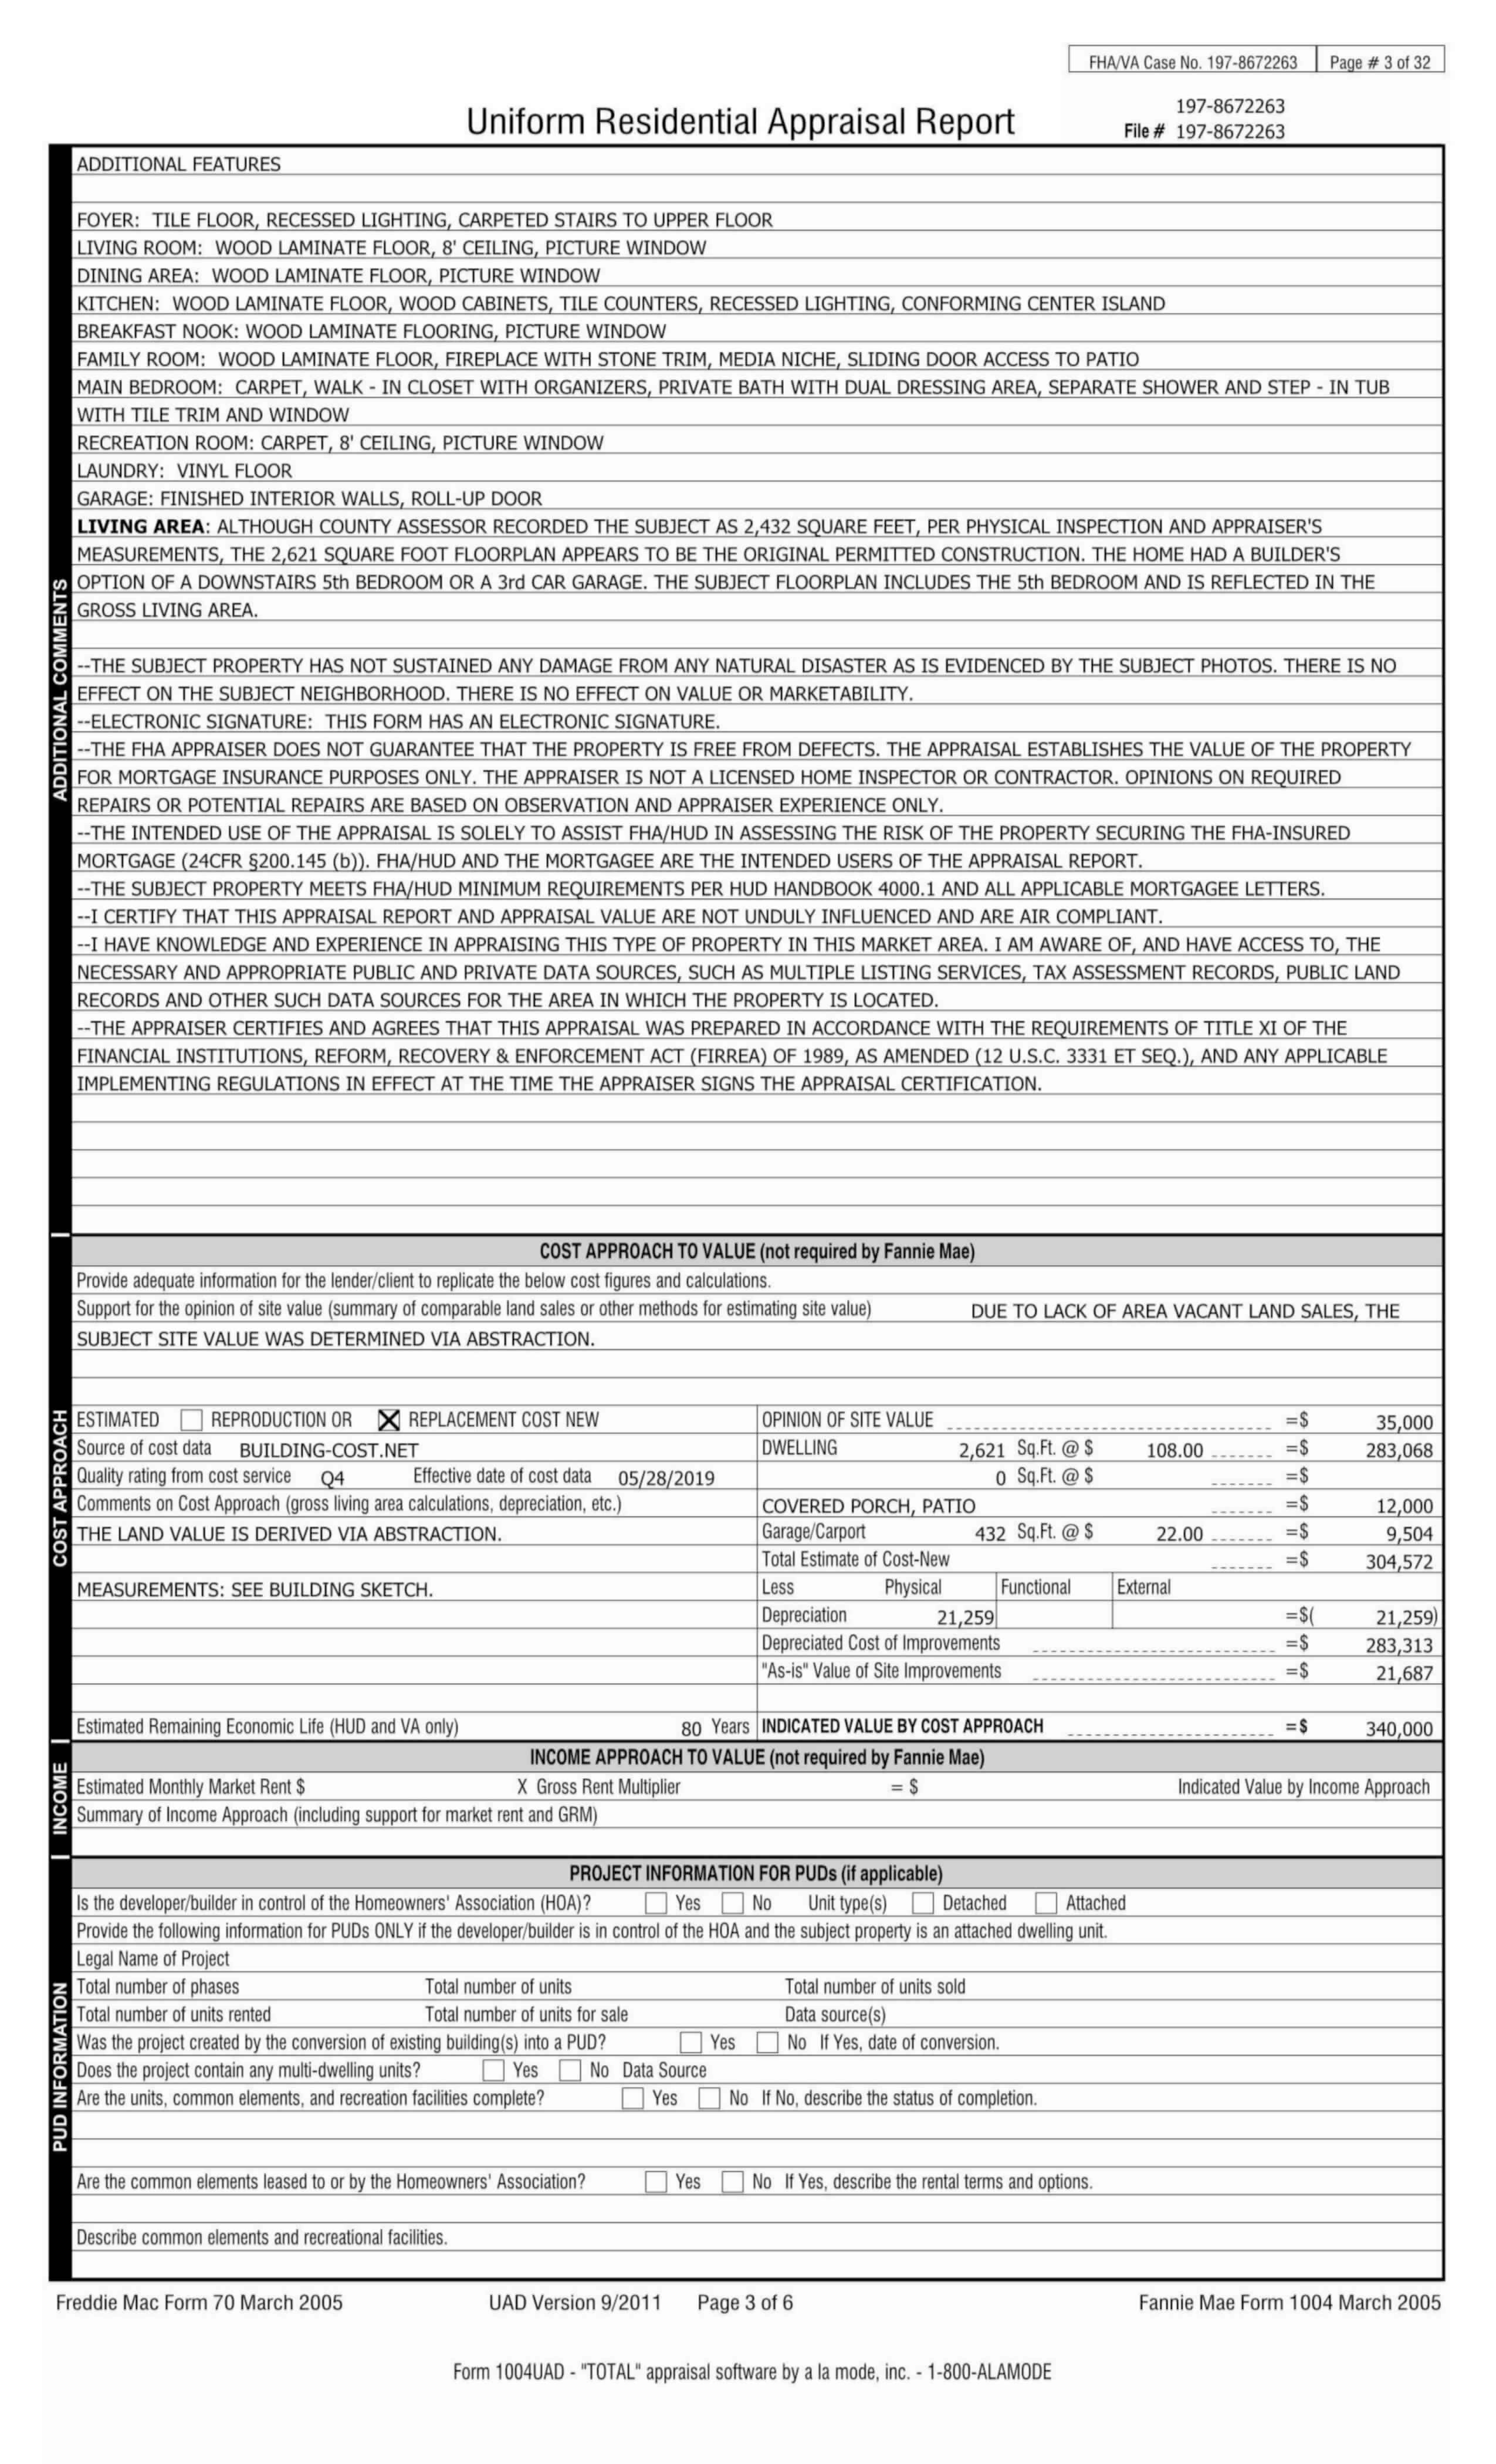 FHA/VA Case No. 197-8672263 Page # 3 of 32
197-8672263
Uniform Residential Appraisal Report File # 197-8672263
ADDITIONAL FEATURES
FOYER: TILE FLOOR, RECESSED LIGHTING, CARPETED STAIRS TO UPPER FLOOR
LIVING ROOM: WOOD LAMINATE FLOOR, 8' CEILING, PICTURE WINDOW
DINING AREA: WOOD LAMINATE FLOOR, PICTURE WINDOW
KITCHEN: WOOD LAMINATE FLOOR, WOOD CABINETS, TILE COUNTERS, RECESSED LIGHTING, CONFORMING CENTER ISLAND
BREAKFAST NOOK: WOOD LAMINATE FLOORING, PICTURE WINDOW
FAMILY ROOM: WOOD LAMINATE FLOOR, FIREPLACE WITH STONE TRIM, MEDIA NICHE, SLIDING DOOR ACCESS TO PATIO
MAIN BEDROOM: CARPET, WALK - IN CLOSET WITH ORGANIZERS, PRIVATE BATH WITH DUAL DRESSING AREA, SEPARATE SHOWER AND STEP - IN TUB
WITH TILE TRIM AND WINDOW
RECREATION ROOM: CARPET, 8' CEILING, PICTURE WINDOW
LAUNDRY: VINYL FLOOR
GARAGE: FINISHED INTERIOR WALLS, ROLL-UP DOOR
LIVING AREA: ALTHOUGH COUNTY ASSESSOR RECORDED THE SUBJECT AS 2,432 SQUARE FEET, PER PHYSICAL INSPECTION AND APPRAISER'S
MEASUREMENTS, THE 2,621 SQUARE FOOT FLOORPLAN APPEARS TO BE THE ORIGINAL PERMITTED CONSTRUCTION. THE HOME HAD A BUILDER'S
OPTION OF A DOWNSTAIRS 5th BEDROOM OR A 3rd CAR GARAGE. THE SUBJECT FLOORPLAN INCLUDES THE 5th BEDROOM AND IS REFLECTED IN THE
GROSS LIVING AREA.
ADDITIONAL COMMENTS
--THE SUBJECT PROPERTY HAS NOT SUSTAINED ANY DAMAGE FROM ANY NATURAL DISASTER AS IS EVIDENCED BY THE SUBJECT PHOTOS. THERE IS NO
EFFECT ON THE SUBJECT NEIGHBORHOOD. THERE IS NO EFFECT ON VALUE OR MARKETABILITY.
--ELECTRONIC SIGNATURE: THIS FORM HAS AN ELECTRONIC SIGNATURE.
--THE FHA APPRAISER DOES NOT GUARANTEE THAT THE PROPERTY IS FREE FROM DEFECTS. THE APPRAISAL ESTABLISHES THE VALUE OF THE PROPERTY
FOR MORTGAGE INSURANCE PURPOSES ONLY. THE APPRAISER IS NOT A LICENSED HOME INSPECTOR OR CONTRACTOR. OPINIONS ON REQUIRED
REPAIRS OR POTENTIAL REPAIRS ARE BASED ON OBSERVATION AND APPRAISER EXPERIENCE ONLY.
--THE INTENDED USE OF THE APPRAISAL IS SOLELY TO ASSIST FHA/HUD IN ASSESSING THE RISK OF THE PROPERTY SECURING THE FHA-INSURED
MORTGAGE (24CFR §200.145 (b)). FHA/HUD AND THE MORTGAGEE ARE THE INTENDED USERS OF THE APPRAISAL REPORT.
--THE SUBJECT PROPERTY MEETS FHA/HUD MINIMUM REQUIREMENTS PER HUD HANDBOOK 4000.1 AND ALL APPLICABLE MORTGAGEE LETTERS.
--I CERTIFY THAT THIS APPRAISAL REPORT AND APPRAISAL VALUE ARE NOT UNDULY INFLUENCED AND ARE AIR COMPLIANT.
--I HAVE KNOWLEDGE AND EXPERIENCE IN APPRAISING THIS TYPE OF PROPERTY IN THIS MARKET AREA. I AM AWARE OF, AND HAVE ACCESS TO, THE
NECESSARY AND APPROPRIATE PUBLIC AND PRIVATE DATA SOURCES, SUCH AS MULTIPLE LISTING SERVICES, TAX ASSESSMENT RECORDS, PUBLIC LAND
RECORDS AND OTHER SUCH DATA SOURCES FOR THE AREA IN WHICH THE PROPERTY IS LOCATED.
--THE APPRAISER CERTIFIES AND AGREES THAT THIS APPRAISAL WAS PREPARED IN ACCORDANCE WITH THE REQUIREMENTS OF TITLE XI OF THE
FINANCIAL INSTITUTIONS, REFORM, RECOVERY & ENFORCEMENT ACT (FIRREA) OF 1989, AS AMENDED (12 U.S.C. 3331 ET SEQ.), AND ANY APPLICABLE
IMPLEMENTING REGULATIONS IN EFFECT AT THE TIME THE APPRAISER SIGNS THE APPRAISAL CERTIFICATION.
COST APPROACH TO VALUE (not required by Fannie Mae)
Provide adequate information for the lender/client to replicate the below cost figures and calculations.
Support for the opinion of site value (summary of comparable land sales or other methods for estimating site value) DUE TO LACK OF AREA VACANT LAND SALES, THE
SUBJECT SITE VALUE WAS DETERMINED VIA ABSTRACTION.
COST APPROACH
ESTIMATED REPRODUCTION OR X REPLACEMENT COST NEW OPINION OF SITE VALUE =$ 35,000
Source of cost data BUILDING-COST.NET DWELLING 2,621 Sq.Ft. @ $ 108.00 =$ 283,068
Quality rating from cost service Q4 Effective date of cost data 05/28/2019 0 Sq.Ft. @ $ =$
Comments on Cost Approach (gross living area calculations, depreciation, etc.) COVERED PORCH, PATIO =$ 12,000
THE LAND VALUE IS DERIVED VIA ABSTRACTION. Garage/Carport 432 Sq.Ft. @ $ 22.00 =$ 9,504
Total Estimate of Cost-New =$ 304,572
MEASUREMENTS: SEE BUILDING SKETCH. Less Physical Functional External
Depreciation 21,259 =$( 21,259)
Depreciated Cost of Improvements =$ 283,313
"As-is" Value of Site Improvements =$ 21,687
Estimated Remaining Economic Life (HUD and VA only) 80 Years INDICATED VALUE BY COST APPROACH =$ 340,000
INCOME
INCOME APPROACH TO VALUE (not required by Fannie Mae)
Estimated Monthly Market Rent $ X Gross Rent Multiplier = $ Indicated Value by Income Approach
Summary of Income Approach (including support for market rent and GRM)
PROJECT INFORMATION FOR PUDs (if applicable)
Is the developer/builder in control of the Homeowners' Association (HOA)? Yes No Unit type(s) Detached Attached
Provide the following information for PUDs ONLY if the developer/builder is in control of the HOA and the subject property is an attached dwelling unit.
Legal Name of Project
PUD INFORMATION
Total number of phases Total number of units Total number of units sold
Total number of units rented Total number of units for sale Data source(s)
Was the project created by the conversion of existing building(s) into a PUD? Yes No If Yes, date of conversion.
Does the project contain any multi-dwelling units? Yes No Data Source
Are the units, common elements, and recreation facilities complete? Yes No If No, describe the status of completion.
Are the common elements leased to or by the Homeowners' Association? Yes No If Yes, describe the rental terms and options.
Describe common elements and recreational facilities.
Freddie Mac Form 70 March 2005 UAD Version 9/2011 Page 3 of 6 Fannie Mae Form 1004 March 2005
Form 1004UAD - "TOTAL" appraisal software by a la mode, inc. - 1-800-ALAMODE